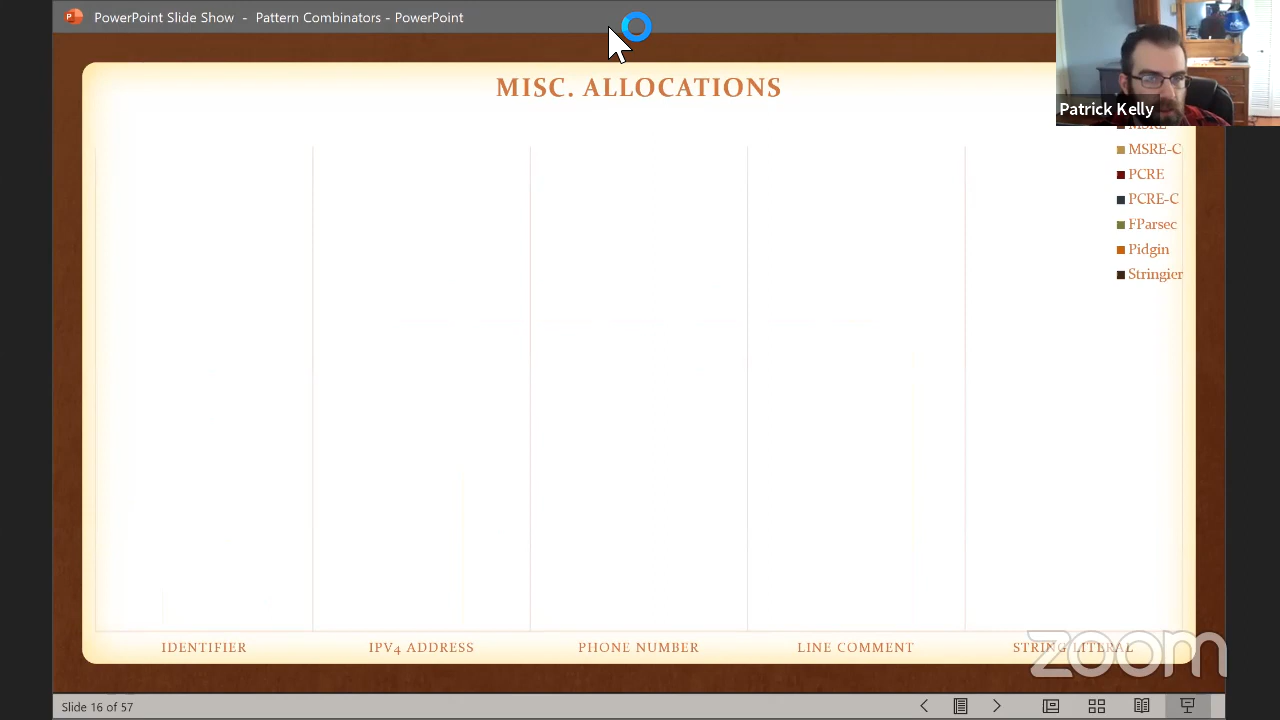 PowerPoint Slide Show - Pattern Combinators - PowerPoint
MISC. ALLOCATIONS
Patrick Kelly
MSRE
MSRE-C
PCRE
PCRE-C
FParsec
Pidgin
Stringier
IDENTIFIER
IPV4 ADDRESS
PHONE NUMBER
LINE COMMENT
STRING LITERAL
zoom
Slide 16 of 57